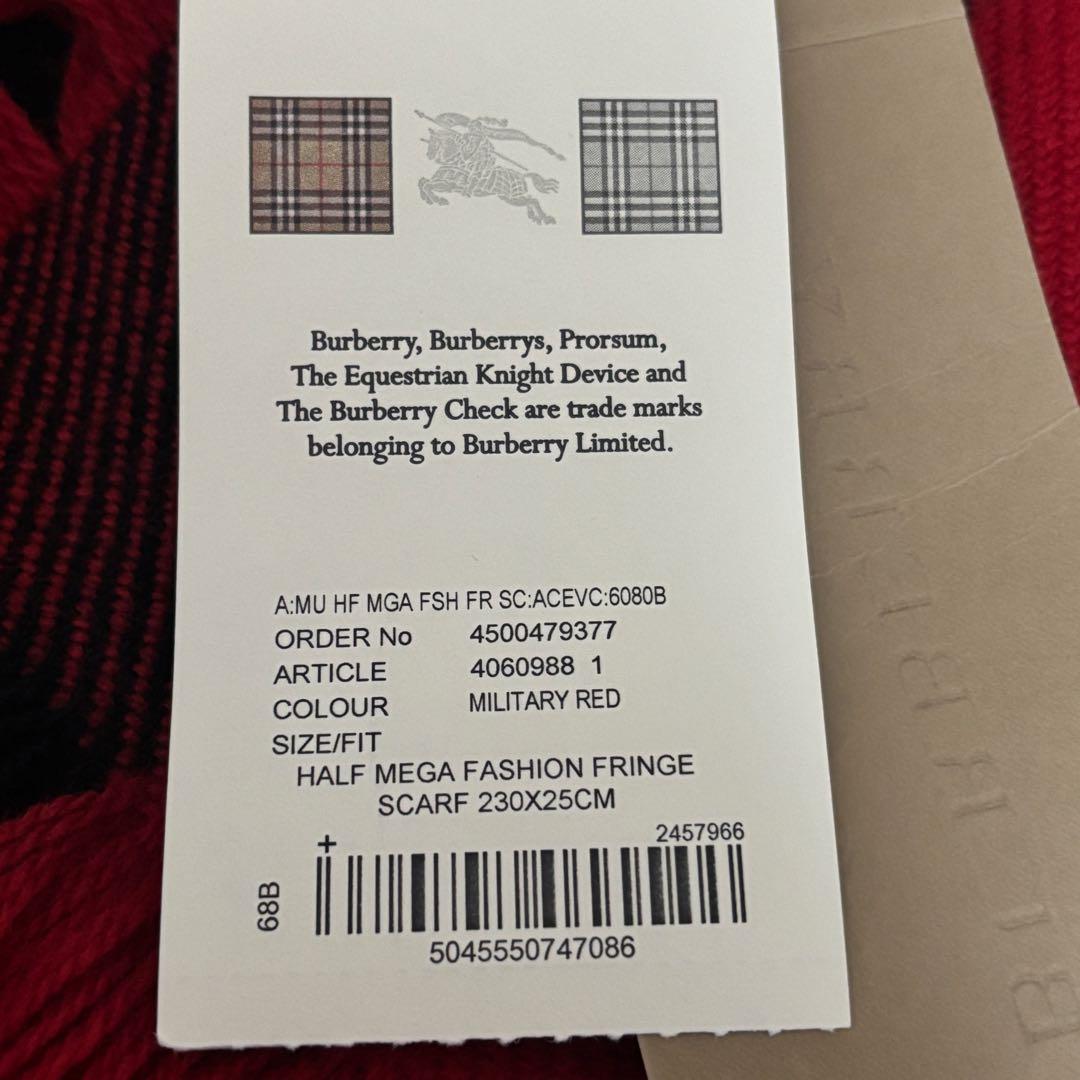 Burberry, Burberrys, Prorsum,
The Equestrian Knight Device and
The Burberry Check are trade marks
belonging to Burberry Limited.
A:MU HF MGA FSH FR SC:ACEVC:6080B
ORDER No 4500479377
ARTICLE 4060988 1
COLOUR MILITARY RED
SIZE/FIT
HALF MEGA FASHION FRINGE
SCARF 230X25CM
+ 2457966
68B
5045550747086